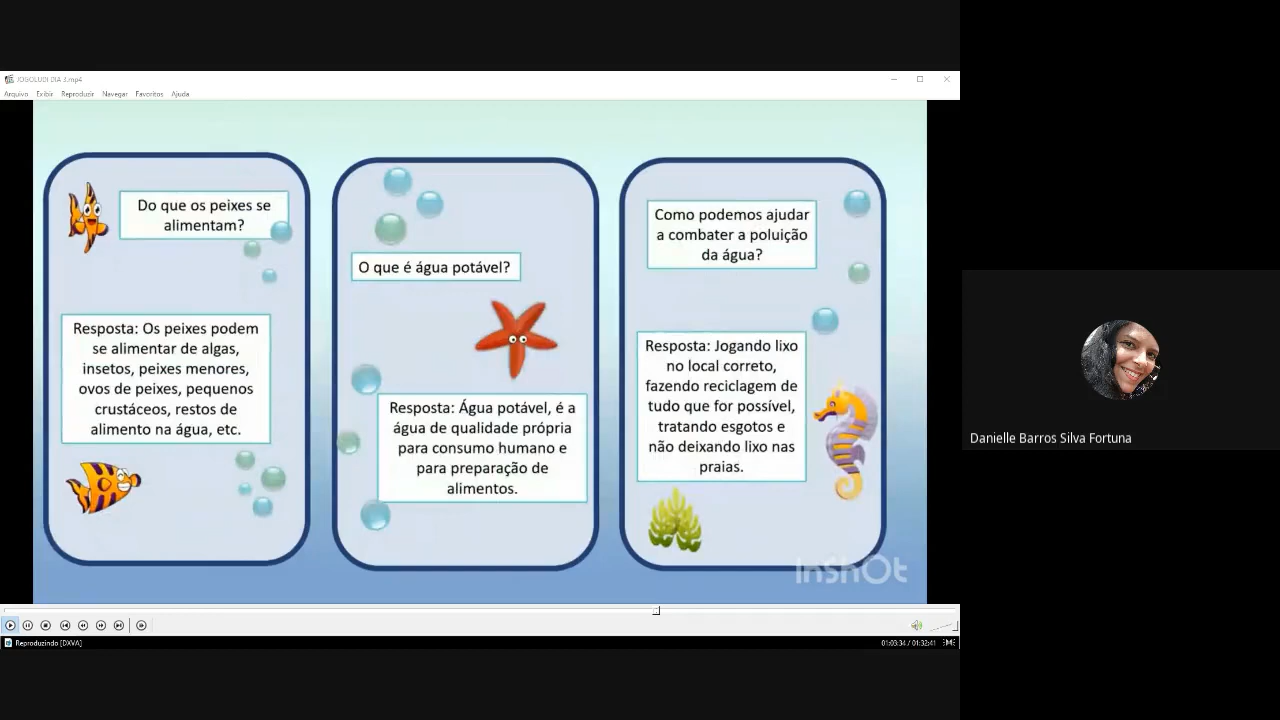 JOGOLUDI DIA 3.mp4
Arquivo Exibir Reproduzir Navegar Favoritos Ajuda
Do que os peixes se
alimentam?
Resposta: Os peixes podem
se alimentar de algas,
insetos, peixes menores,
ovos de peixes, pequenos
crustáceos, restos de
alimento na água, etc.
O que é água potável?
Resposta: Água potável, é a
água de qualidade própria
para consumo humano e
para preparação de
alimentos.
Como podemos ajudar
a combater a poluição
da água?
Resposta: Jogando lixo
no local correto,
fazendo reciclagem de
tudo que for possível,
tratando esgotos e
não deixando lixo nas
praias.
InShOt
Danielle Barros Silva Fortuna
Reproduzindo [DXVA]
01:03:34 / 01:32:41